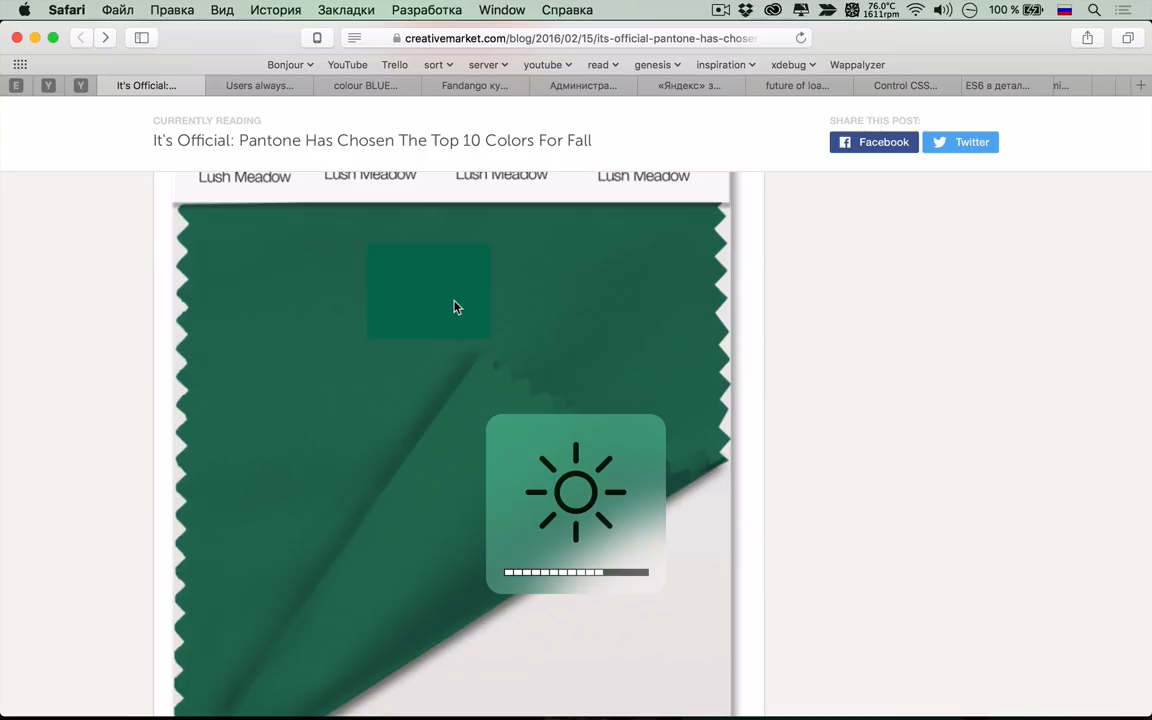 Safari Файл Правка Вид История Закладки Разработка Window Справка 76.0°C 1611rpm 100 %
creativemarket.com/blog/2016/02/15/its-official-pantone-has-chosen
Bonjour YouTube Trello sort server youtube read genesis inspiration xdebug Wappalyzer
E Y Y It's Official:... Users always... colour BLUE... Fandango ку... Администра... «Яндекс» з... future of loa... Control CSS... ES6 в детал... ni...
CURRENTLY READING
It's Official: Pantone Has Chosen The Top 10 Colors For Fall
SHARE THIS POST:
Facebook Twitter
Lush Meadow Lush Meadow Lush Meadow Lush Meadow